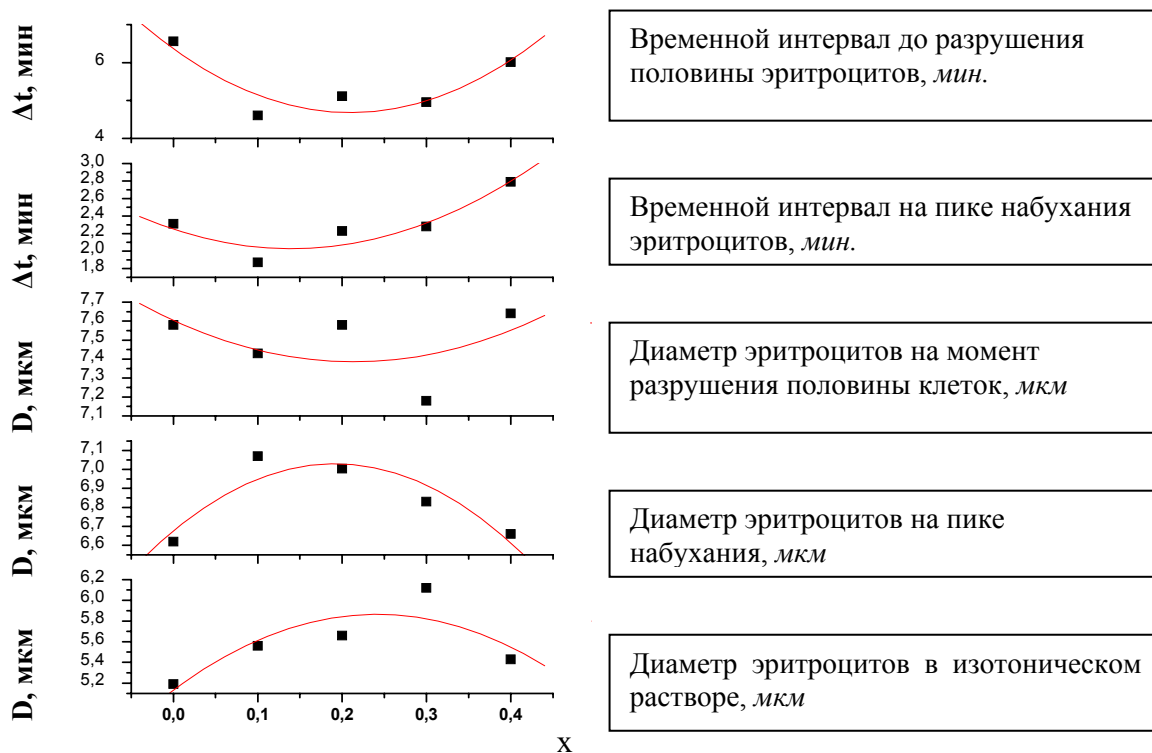 Δt, мин
6
4
Временной интервал до разрушения
половины эритроцитов, мин.
Δt, мин
3,0
2,8
2,6
2,4
2,2
2,0
1,8
Временной интервал на пике набухания
эритроцитов, мин.
D, мкм
7,7
7,6
7,5
7,4
7,3
7,2
7,1
Диаметр эритроцитов на момент
разрушения половины клеток, мкм
D, мкм
7,1
7,0
6,9
6,8
6,7
6,6
Диаметр эритроцитов на пике
набухания, мкм
D, мкм
6,2
6,0
5,8
5,6
5,4
5,2
Диаметр эритроцитов в изотоническом
растворе, мкм
0,0 0,1 0,2 0,3 0,4
x